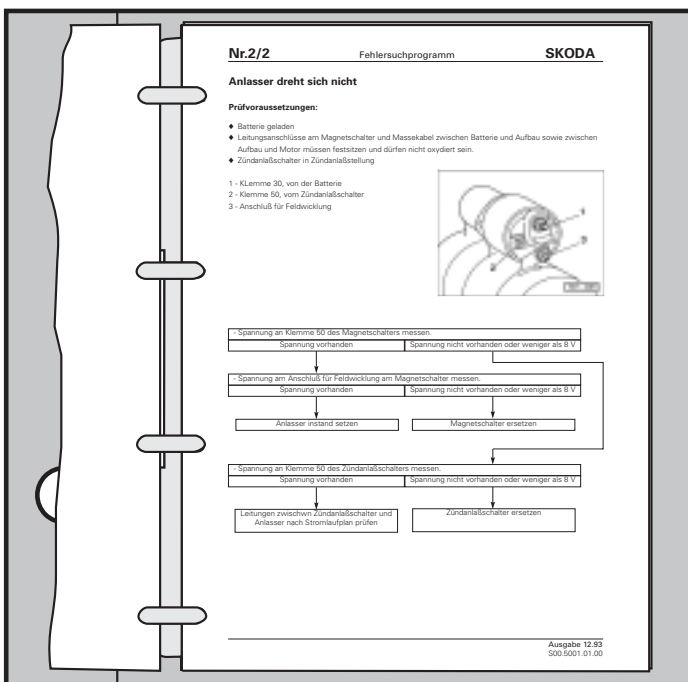 Nr.2/2 Fehlersuchprogramm SKODA
Anlasser dreht sich nicht
Prüfvoraussetzungen:
♦ Batterie geladen
♦ Leitungsanschlüsse am Magnetschalter und Massekabel zwischen Batterie und Aufbau sowie zwischen
Aufbau und Motor müssen festsitzen und dürfen nicht oxydiert sein.
♦ Zündanlaßschalter in Zündanlaßstellung
1 - KLemme 30, von der Batterie
2 - Klemme 50, vom Zündanlaßschalter
3 - Anschluß für Feldwicklung
1
3
2
- Spannung an Klemme 50 des Magnetschalters messen.
Spannung vorhanden Spannung nicht vorhanden oder weniger als 8 V
- Spannung am Anschluß für Feldwicklung am Magnetschalter messen.
Spannung vorhanden Spannung nicht vorhanden oder weniger als 8 V
Anlasser instand setzen Magnetschalter ersetzen
- Spannung an Klemme 50 des Zündanlaßschalters messen.
Spannung vorhanden Spannung nicht vorhanden oder weniger als 8 V
Leitungen zwischwn Zündanlaßschalter und
Anlasser nach Stromlaufplan prüfen
Zündanlaßschalter ersetzen
Ausgabe 12.93
S00.5001.01.00